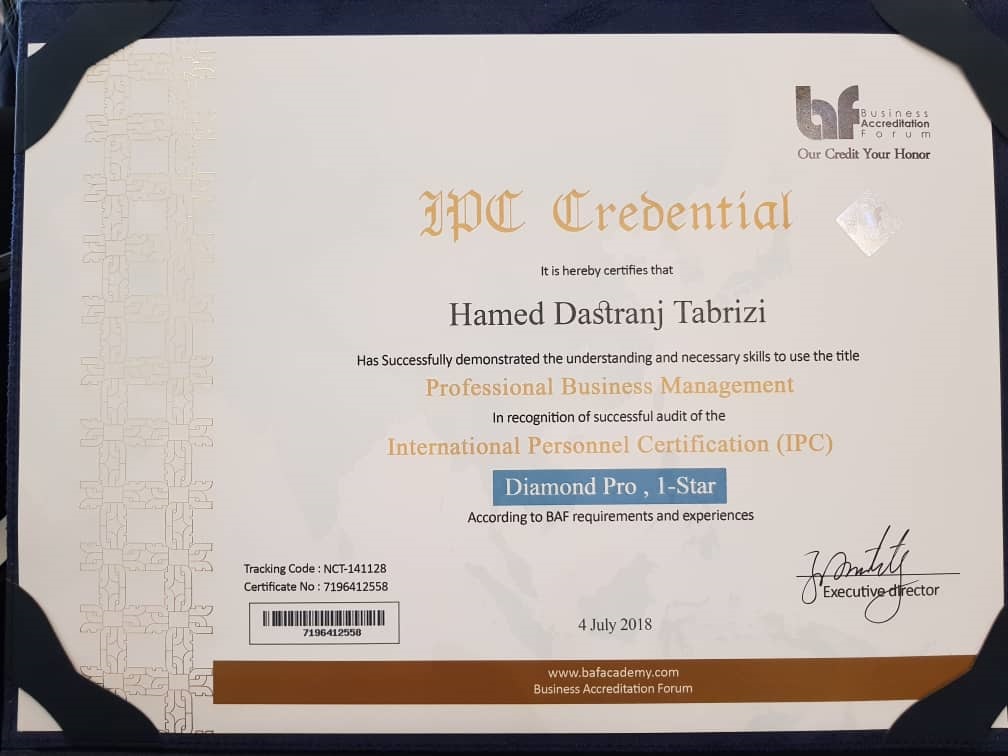 baf
Business
Accreditation
Forum
Our Credit Your Honor
IPC Credential
It is hereby certifies that
Hamed Dastranj Tabrizi
Has Successfully demonstrated the understanding and necessary skills to use the title
Professional Business Management
In recognition of successful audit of the
International Personnel Certification (IPC)
Diamond Pro , 1-Star
According to BAF requirements and experiences
Tracking Code : NCT-141128
Certificate No : 7196412558
7196412558
4 July 2018
Executive director
www.bafacademy.com
Business Accreditation Forum